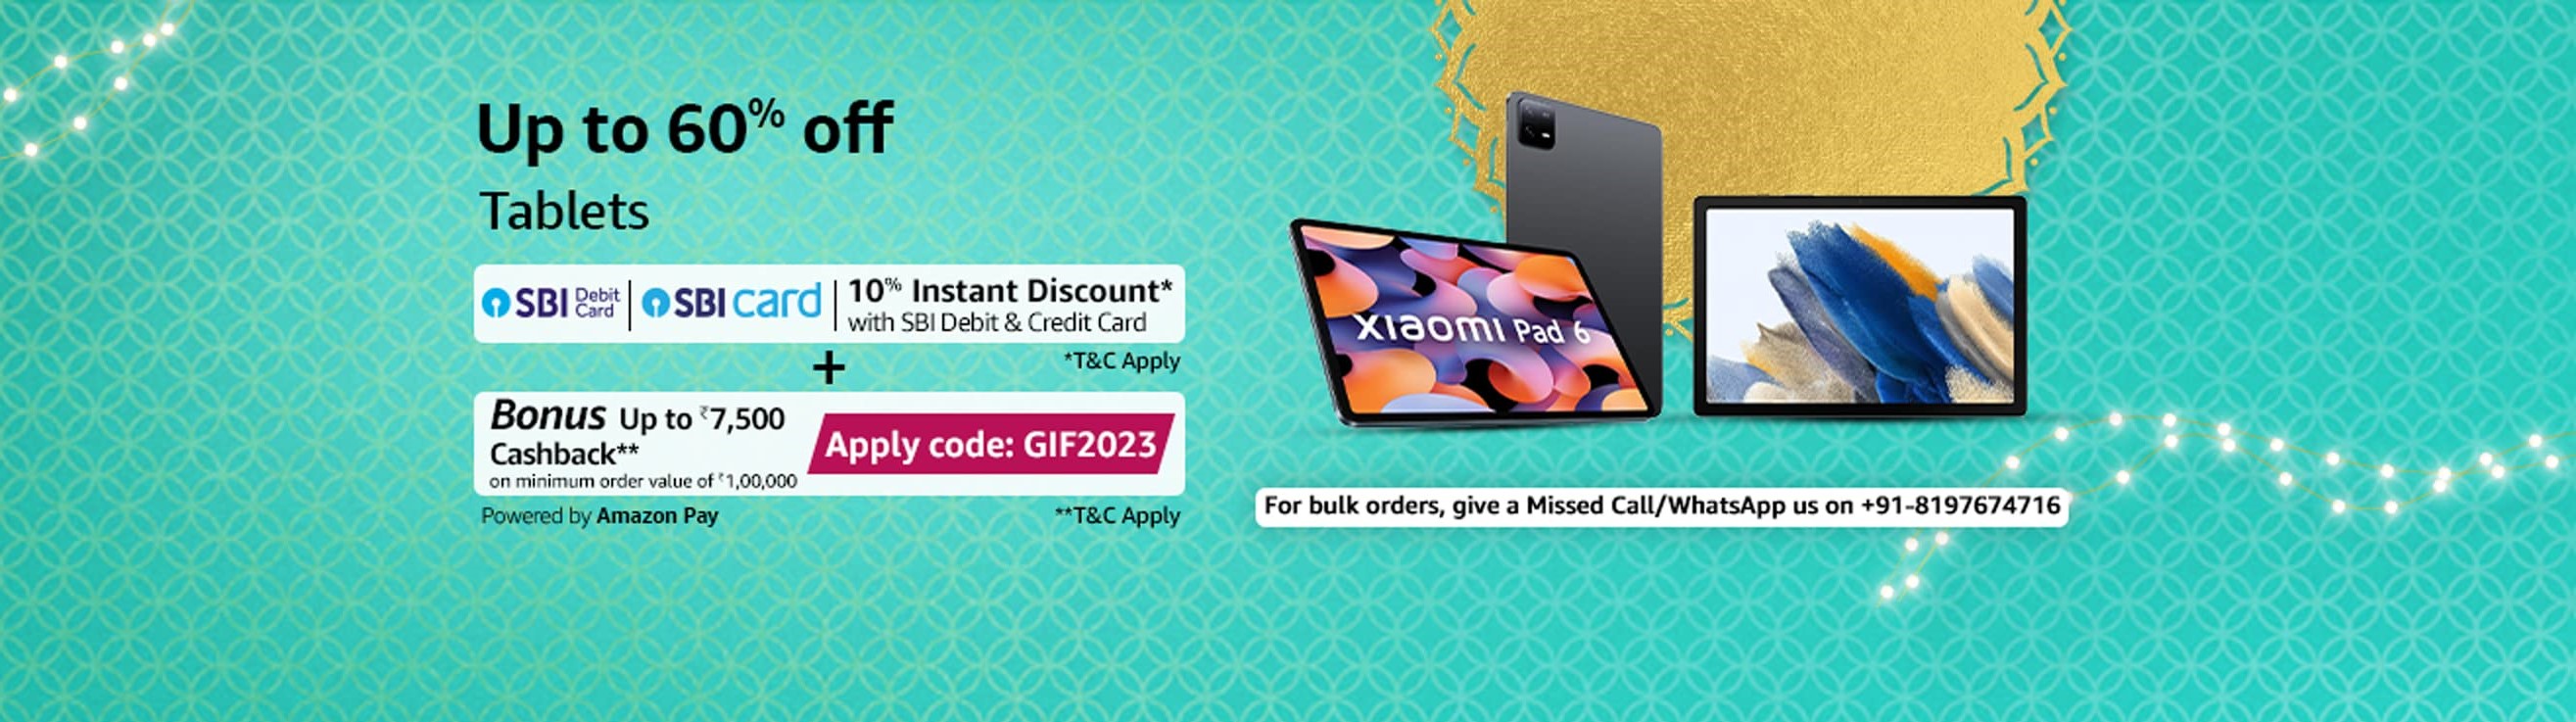 Up to 60% off
Tablets
SBI Debit Card | SBI card | 10% Instant Discount*
with SBI Debit & Credit Card
+
*T&C Apply
Bonus Up to ₹7,500
Cashback**
on minimum order value of ₹1,00,000
Apply code: GIF2023
Powered by Amazon Pay
**T&C Apply
xiaomi Pad 6
For bulk orders, give a Missed Call/WhatsApp us on +91-8197674716